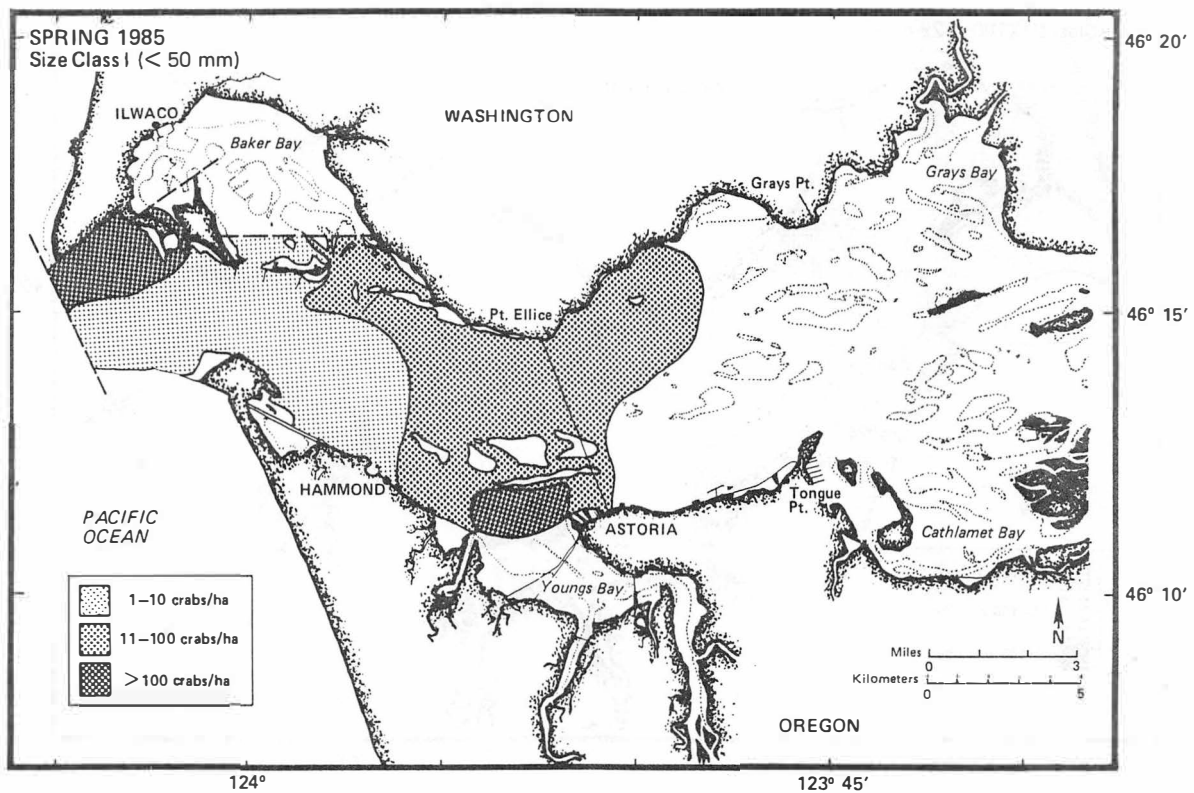 SPRING 1985
Size Class I (< 50 mm)
46° 20′
ILWACO
WASHINGTON
Baker Bay
Grays Pt.
Grays Bay
Pt. Ellice
46° 15′
HAMMOND
ASTORIA
Tongue
Pt.
PACIFIC
OCEAN
Cathlamet Bay
Youngs Bay
46° 10′
1–10 crabs/ha
11–100 crabs/ha
>100 crabs/ha
N
Miles
0 3
Kilometers
0 5
OREGON
124°
123° 45′